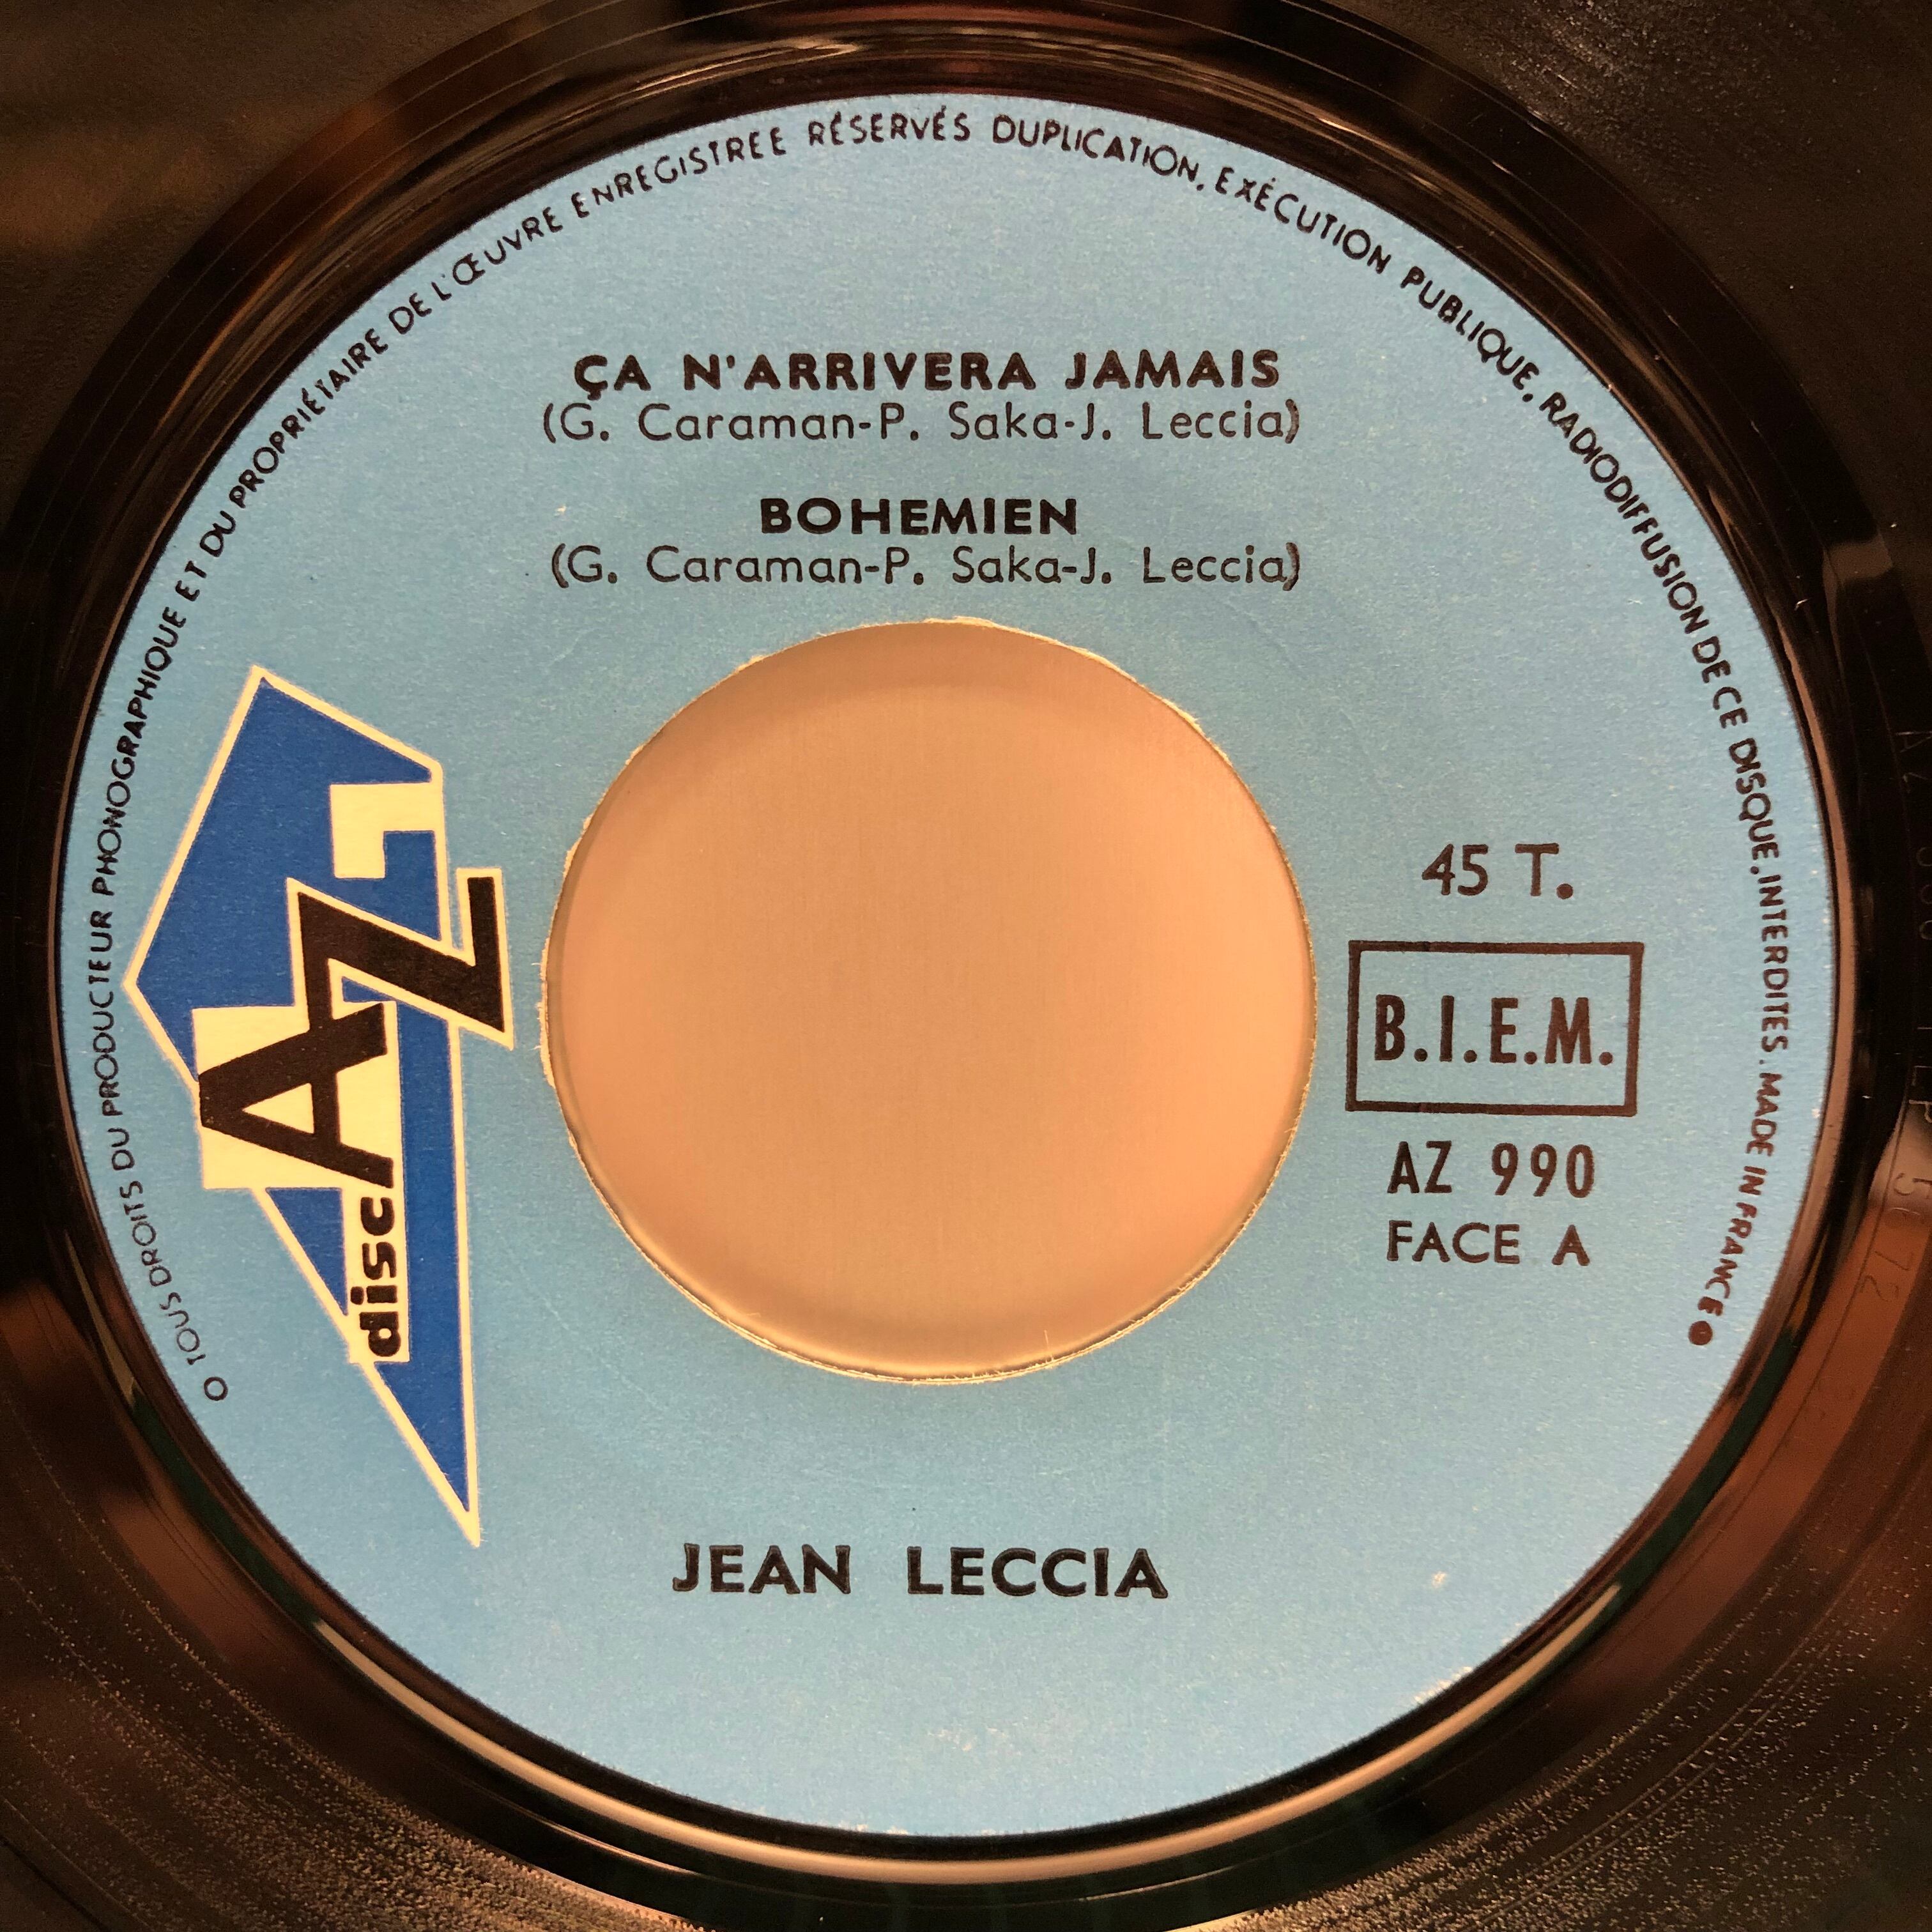 O TOUS DROITS DU PRODUCTEUR PHONOGRAPHIQUE ET DU PROPRIÉTAIRE DE L'ŒUVRE ENREGISTREE RÉSERVÉS DUPLICATION, EXÉCUTION PUBLIQUE, RADIODIFFUSION DE CE DISQUE, INTERDITES. MADE IN FRANCE
ÇA N'ARRIVERA JAMAIS
(G. Caraman-P. Saka-J. Leccia)
BOHEMIEN
(G. Caraman-P. Saka-J. Leccia)
disc AZ
45 T.
B.I.E.M.
AZ 990
FACE A
JEAN LECCIA